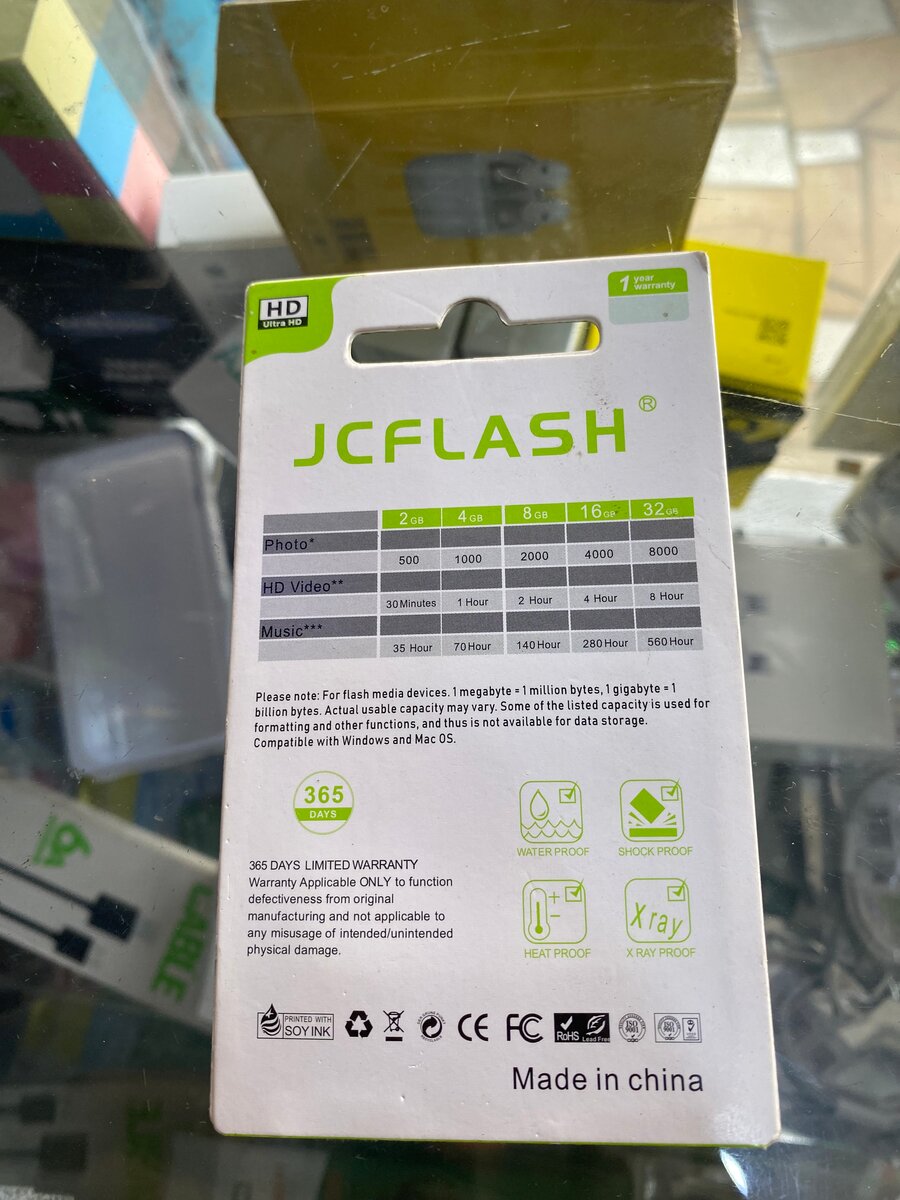 HD
Ultra HD
1 year warranty
JCFLASH®
2GB 4GB 8GB 16GB 32GB
Photo*
500 1000 2000 4000 8000
HD Video**
30 Minutes 1 Hour 2 Hour 4 Hour 8 Hour
Music***
35 Hour 70 Hour 140 Hour 280 Hour 560 Hour
Please note: For flash media devices. 1 megabyte = 1 million bytes, 1 gigabyte = 1
billion bytes. Actual usable capacity may vary. Some of the listed capacity is used for
formatting and other functions, and thus is not available for data storage.
Compatible with Windows and Mac OS.
365
DAYS
WATER PROOF
SHOCK PROOF
365 DAYS LIMITED WARRANTY
Warranty Applicable ONLY to function
defectiveness from original
manufacturing and not applicable to
any misusage of intended/unintended
physical damage.
+
−
Xray
HEAT PROOF
X RAY PROOF
PRINTED WITH
SOY INK
CE
FC
RoHS
Lead Free
ISO
9001
ISO
9001
Made in china
CABLE